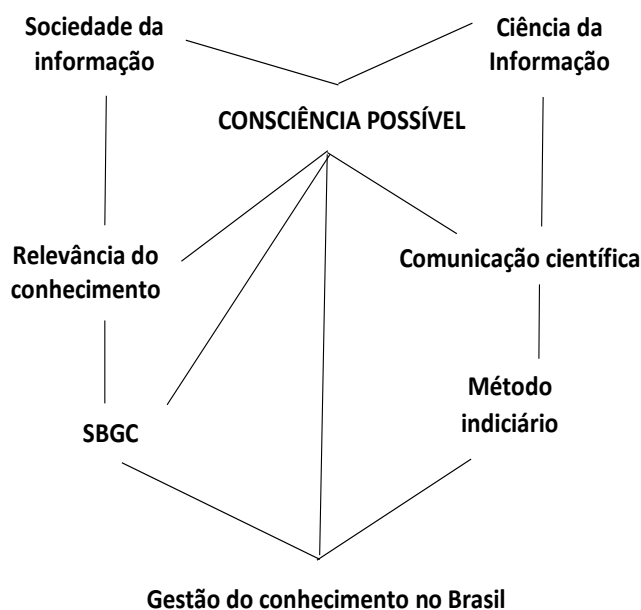 Sociedade da
informação
Ciência da
Informação
CONSCIÊNCIA POSSÍVEL
Relevância do
conhecimento
Comunicação científica
SBGC
Método
indiciário
Gestão do conhecimento no Brasil